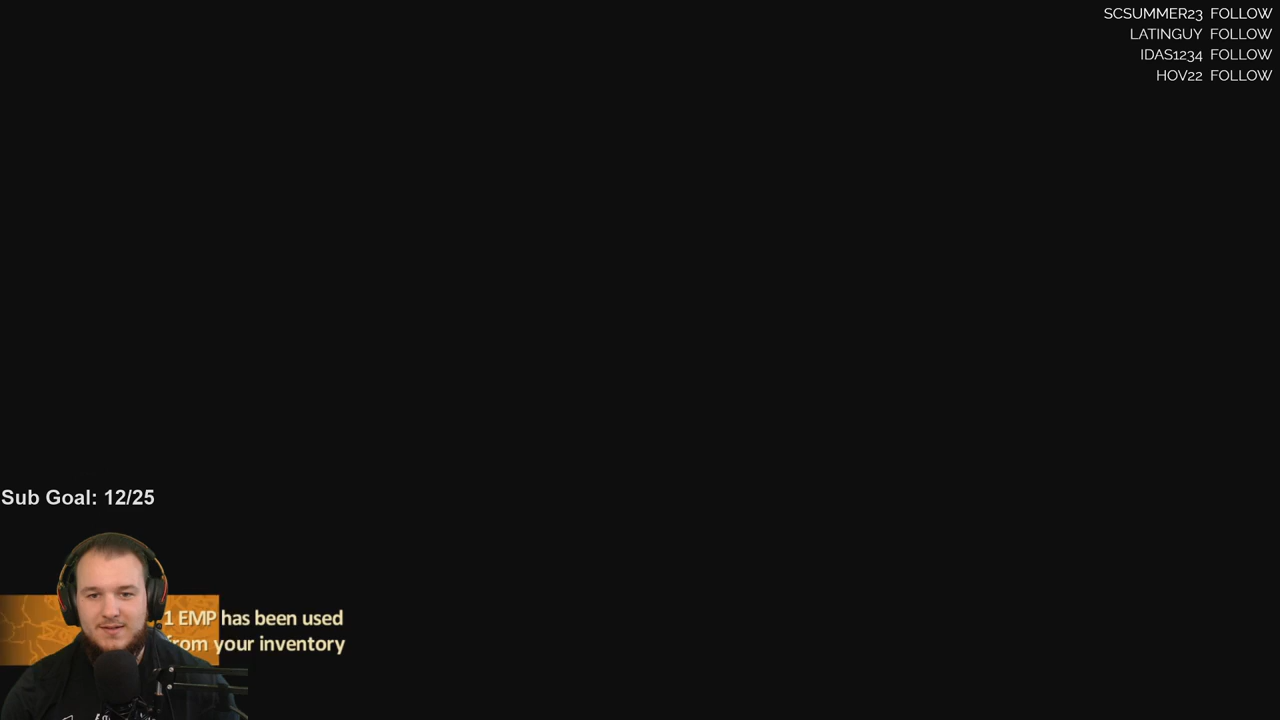 SCSUMMER23 FOLLOW
LATINGUY FOLLOW
IDAS1234 FOLLOW
HOV22 FOLLOW
Sub Goal: 12/25
1 EMP has been used
from your inventory